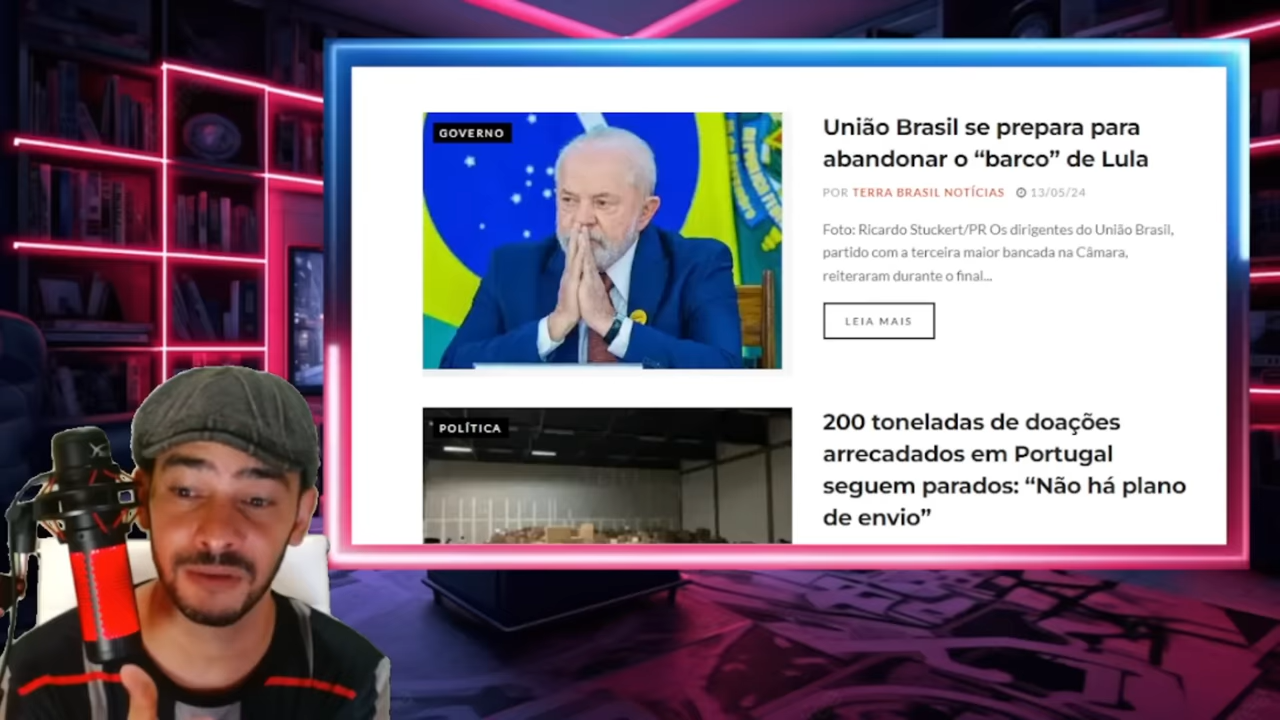 GOVERNO
União Brasil se prepara para
abandonar o “barco” de Lula
POR TERRA BRASIL NOTÍCIAS 13/05/24
Foto: Ricardo Stuckert/PR Os dirigentes do União Brasil,
partido com a terceira maior bancada na Câmara,
reiteraram durante o final...
LEIA MAIS
POLÍTICA
200 toneladas de doações
arrecadados em Portugal
seguem parados: “Não há plano
de envio”